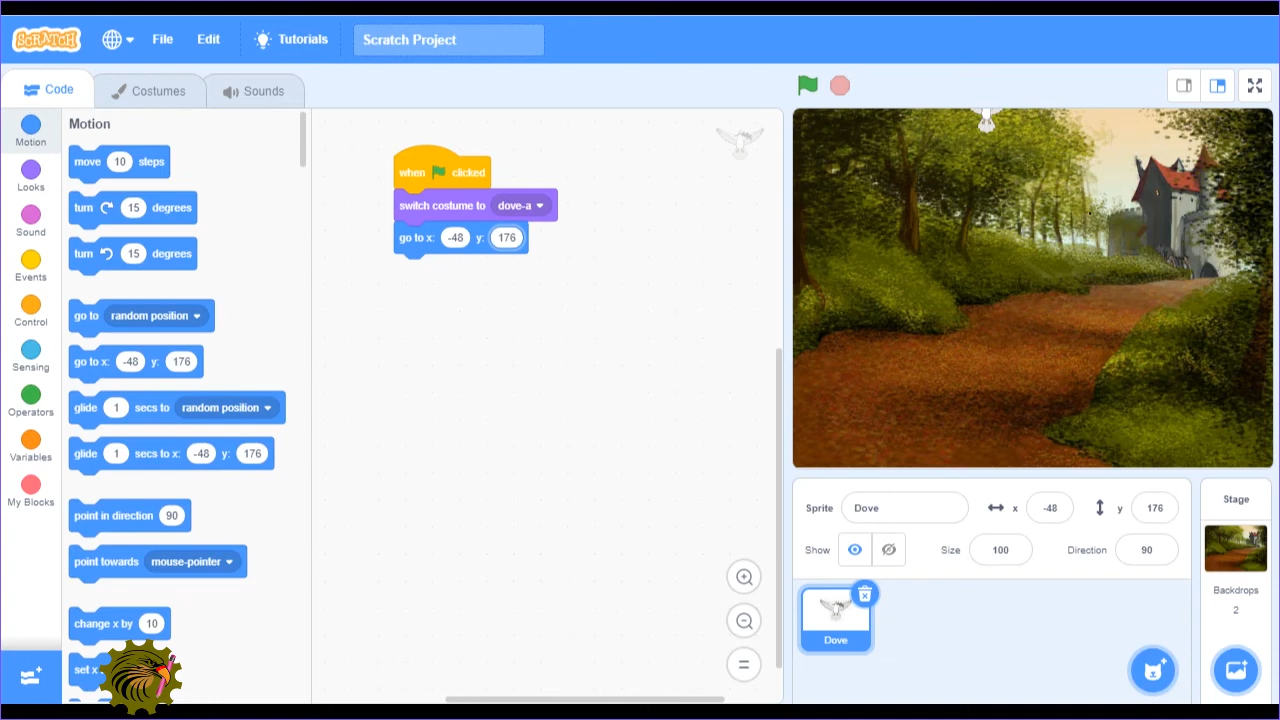 SCRATCH
File Edit Tutorials Scratch Project
Code Costumes Sounds
Motion
Looks
Sound
Events
Control
Sensing
Operators
Variables
My Blocks
Motion
move 10 steps
turn 15 degrees
turn 15 degrees
go to random position
go to x: -48 y: 176
glide 1 secs to random position
glide 1 secs to x: -48 y: 176
point in direction 90
point towards mouse-pointer
change x by 10
set x
when clicked
switch costume to dove-a
go to x: -48 y: 176
Sprite Dove x -48 y 176
Show Size 100 Direction 90
Dove
Stage
Backdrops
2